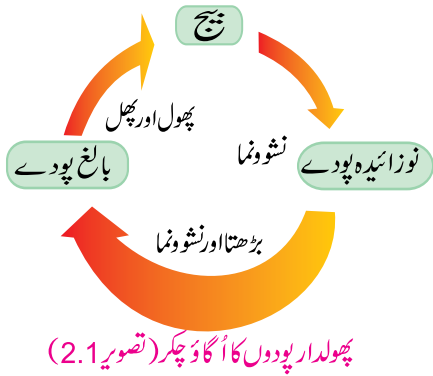 بیج
پھول اور پھل
نشوونما
نوزائیدہ پودے
بالغ پودے
بڑھتا اور نشوونما
پھولدار پودوں کا اُگاؤ چکر (تصویر 2.1)